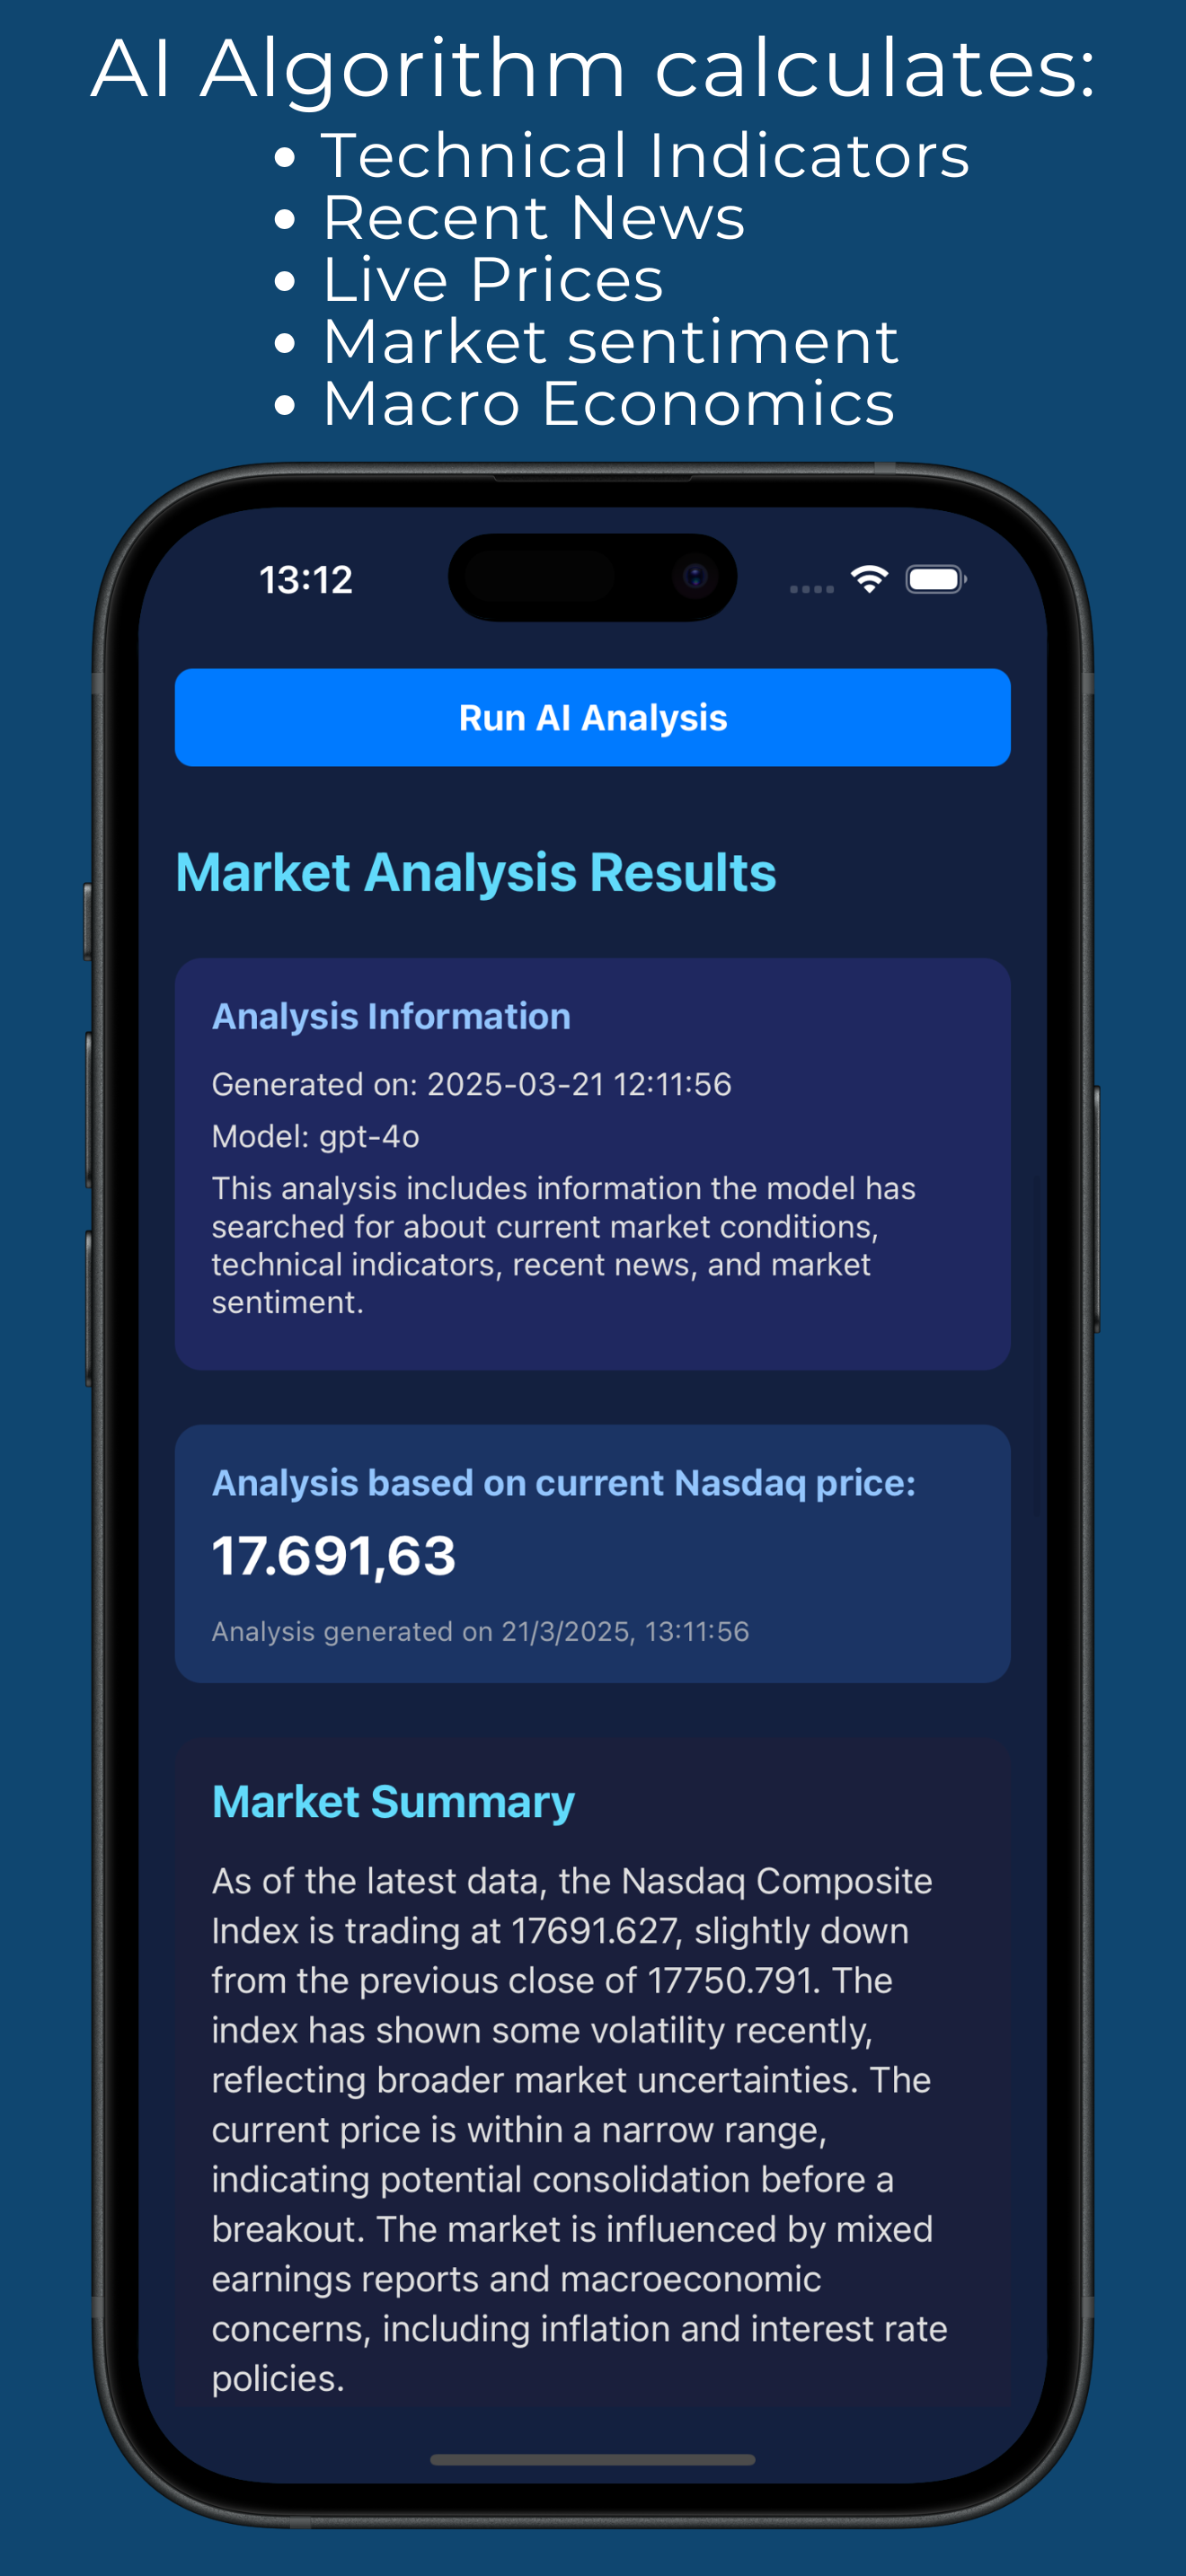 AI Algorithm calculates:
• Technical Indicators
• Recent News
• Live Prices
• Market sentiment
• Macro Economics
13:12
Run AI Analysis
Market Analysis Results
Analysis Information
Generated on: 2025-03-21 12:11:56
Model: gpt-4o
This analysis includes information the model has
searched for about current market conditions,
technical indicators, recent news, and market
sentiment.
Analysis based on current Nasdaq price:
17.691,63
Analysis generated on 21/3/2025, 13:11:56
Market Summary
As of the latest data, the Nasdaq Composite
Index is trading at 17691.627, slightly down
from the previous close of 17750.791. The
index has shown some volatility recently,
reflecting broader market uncertainties. The
current price is within a narrow range,
indicating potential consolidation before a
breakout. The market is influenced by mixed
earnings reports and macroeconomic
concerns, including inflation and interest rate
policies.